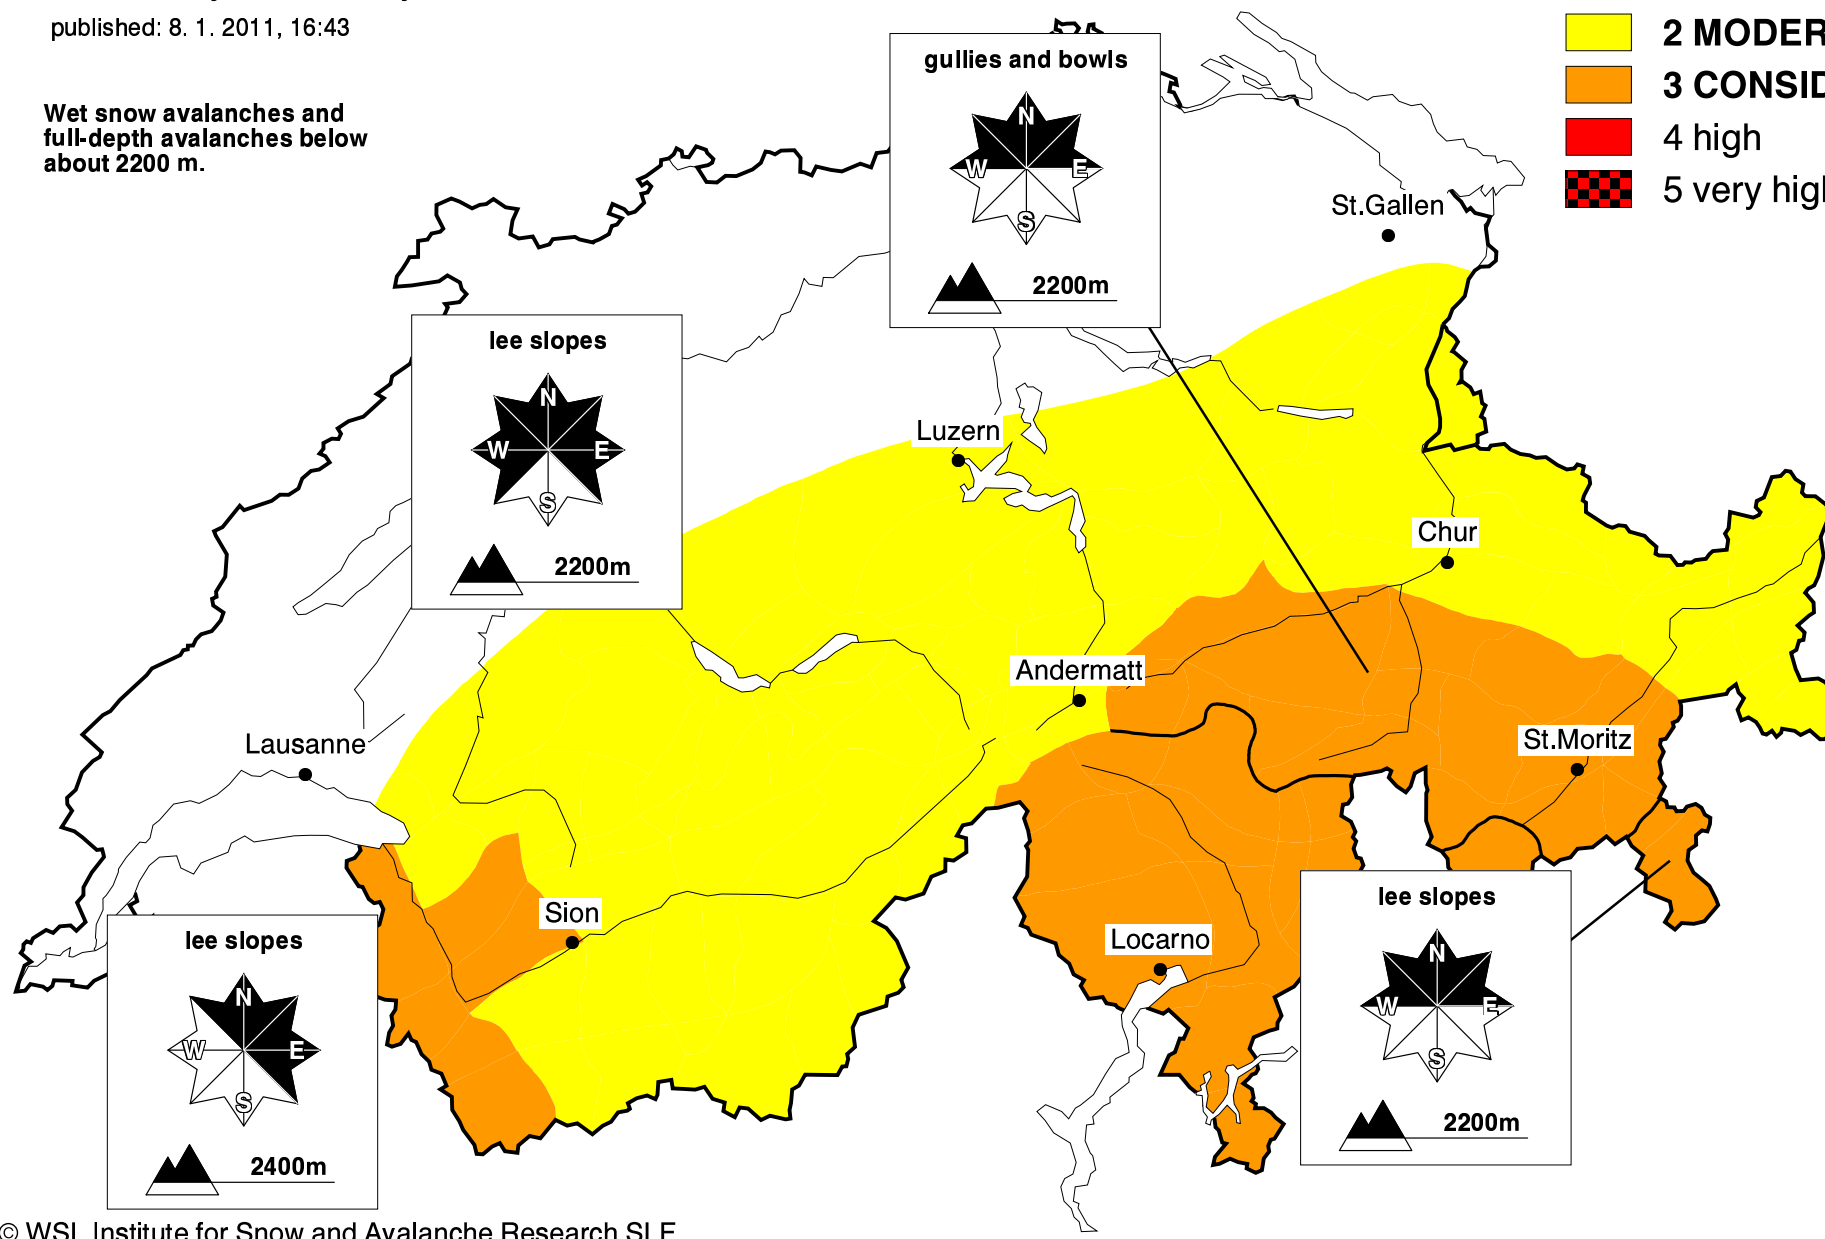 published: 8. 1. 2011, 16:43
Wet snow avalanches and
full-depth avalanches below
about 2200 m.
2 MODER
3 CONSID
4 high
5 very high
gullies and bowls
N
W
E
S
2200m
St.Gallen
lee slopes
N
W
E
S
2200m
Luzern
Chur
Andermatt
St.Moritz
Lausanne
Sion
Locarno
lee slopes
N
W
E
S
2400m
lee slopes
N
W
E
S
2200m
© WSL Institute for Snow and Avalanche Research SLF